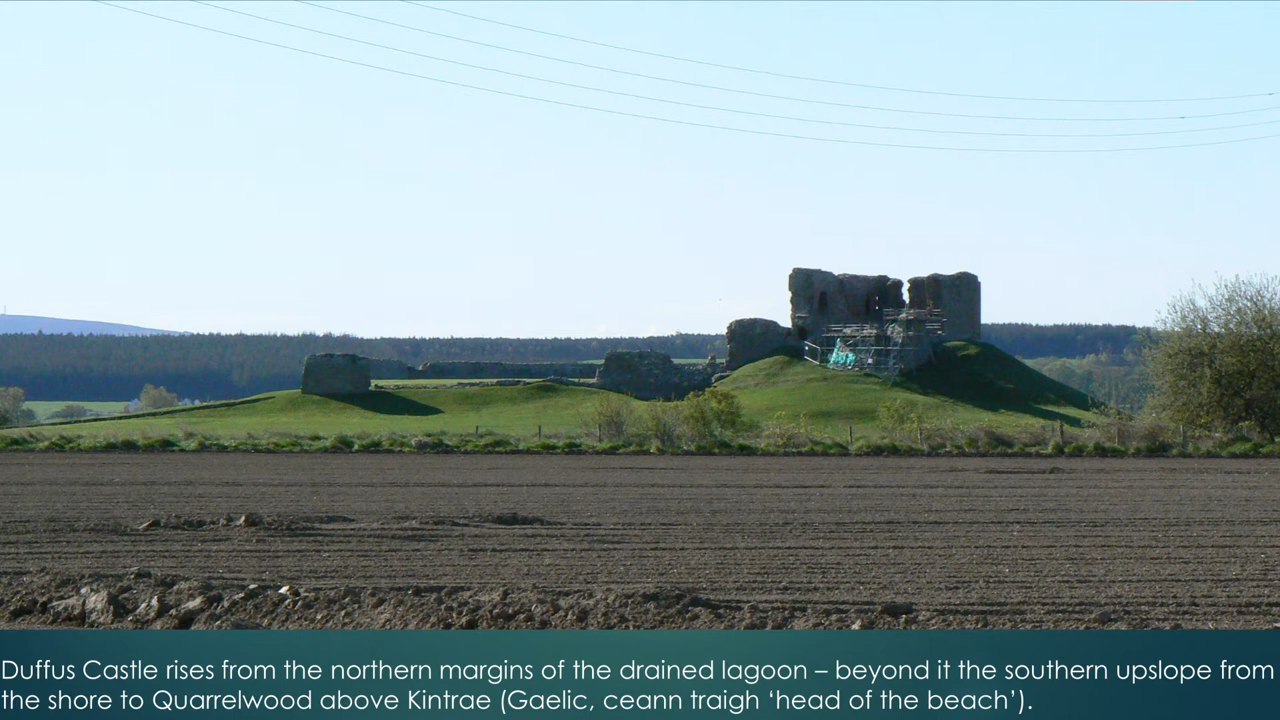 Duffus Castle rises from the northern margins of the drained lagoon – beyond it the southern upslope from
the shore to Quarrelwood above Kintrae (Gaelic, ceann traigh ‘head of the beach’).